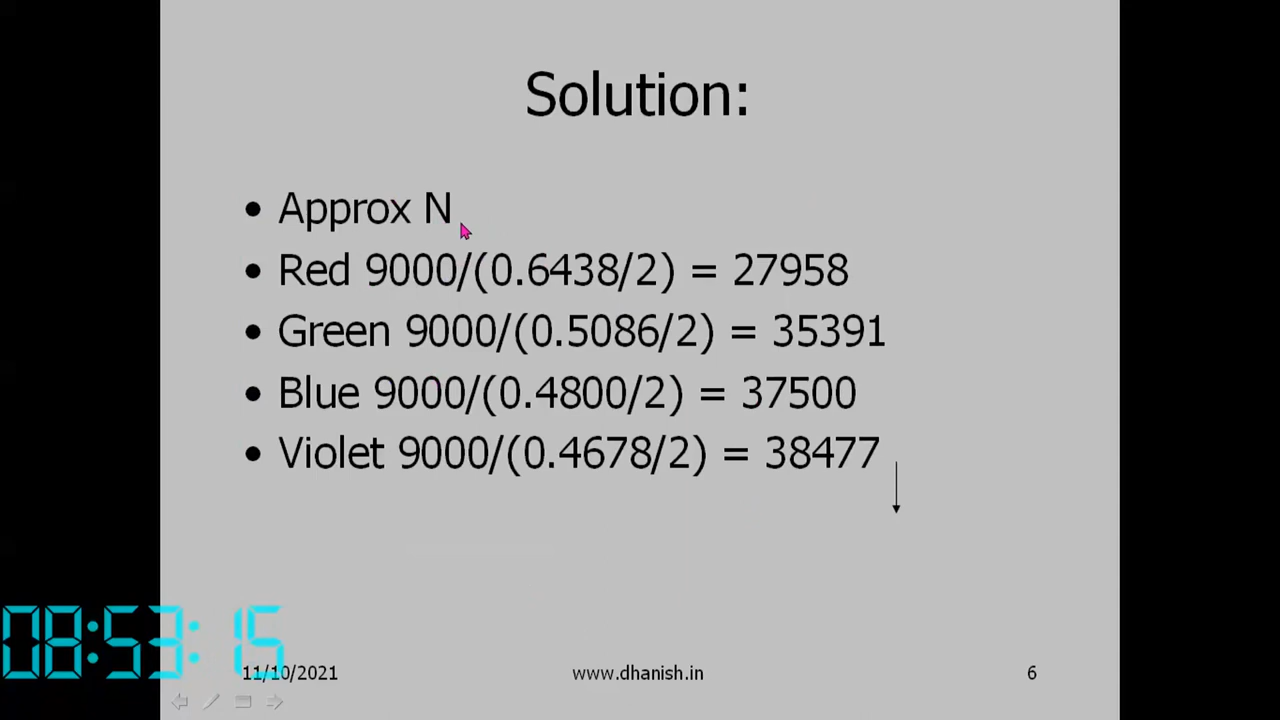 Solution:
• Approx N
• Red 9000/(0.6438/2) = 27958
• Green 9000/(0.5086/2) = 35391
• Blue 9000/(0.4800/2) = 37500
• Violet 9000/(0.4678/2) = 38477
08:53:15
11/10/2021 www.dhanish.in 6